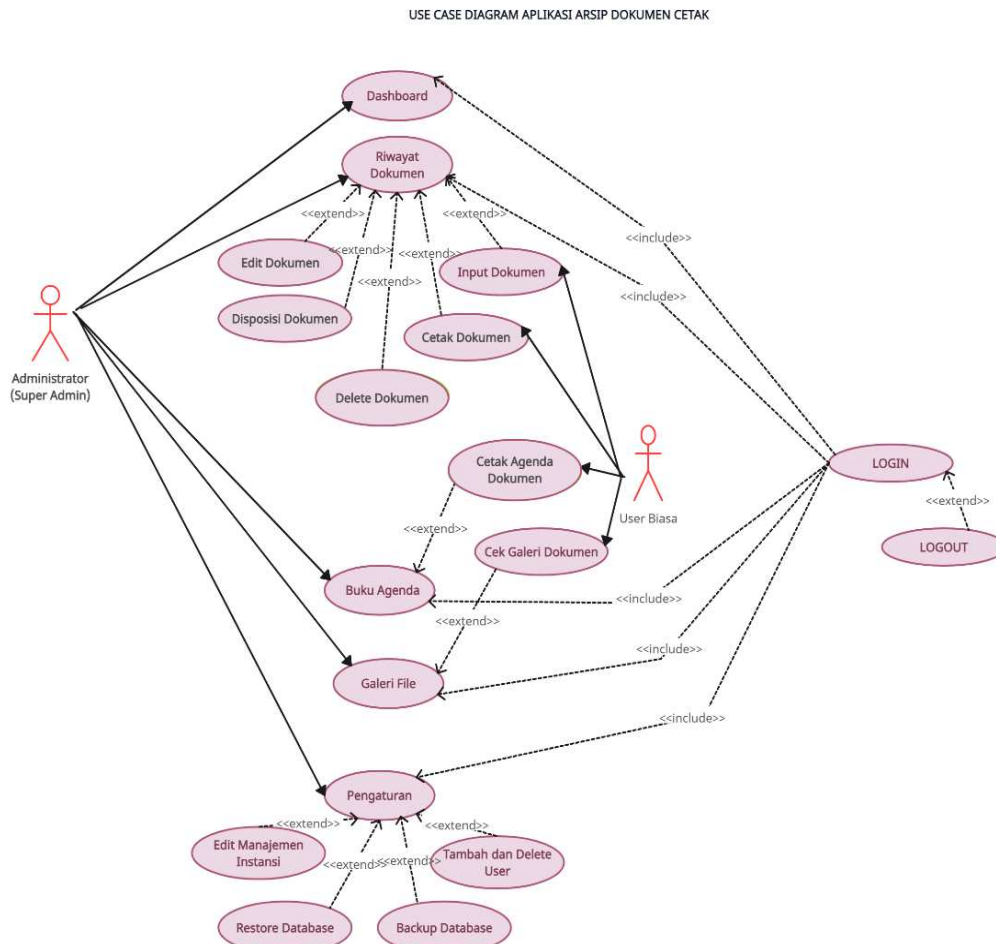 USE CASE DIAGRAM APLIKASI ARSIP DOKUMEN CETAK
Dashboard
Riwayat
Dokumen
<<extend>>
<<extend>>
<<include>>
<<extend>>
Edit Dokumen
Input Dokumen
<<extend>>
<<include>>
Disposisi Dokumen
Cetak Dokumen
Administrator
(Super Admin)
Delete Dokumen
Cetak Agenda
Dokumen
LOGIN
<<extend>>
User Biasa
<<extend>>
Cek Galeri Dokumen
LOGOUT
Buku Agenda
<<include>>
<<extend>>
<<include>>
Galeri File
<<include>>
Pengaturan
<<extend>>
<<extend>>
Edit Manajemen
Instansi
<<extend>>
<<extend>>
Tambah dan Delete
User
Restore Database
Backup Database